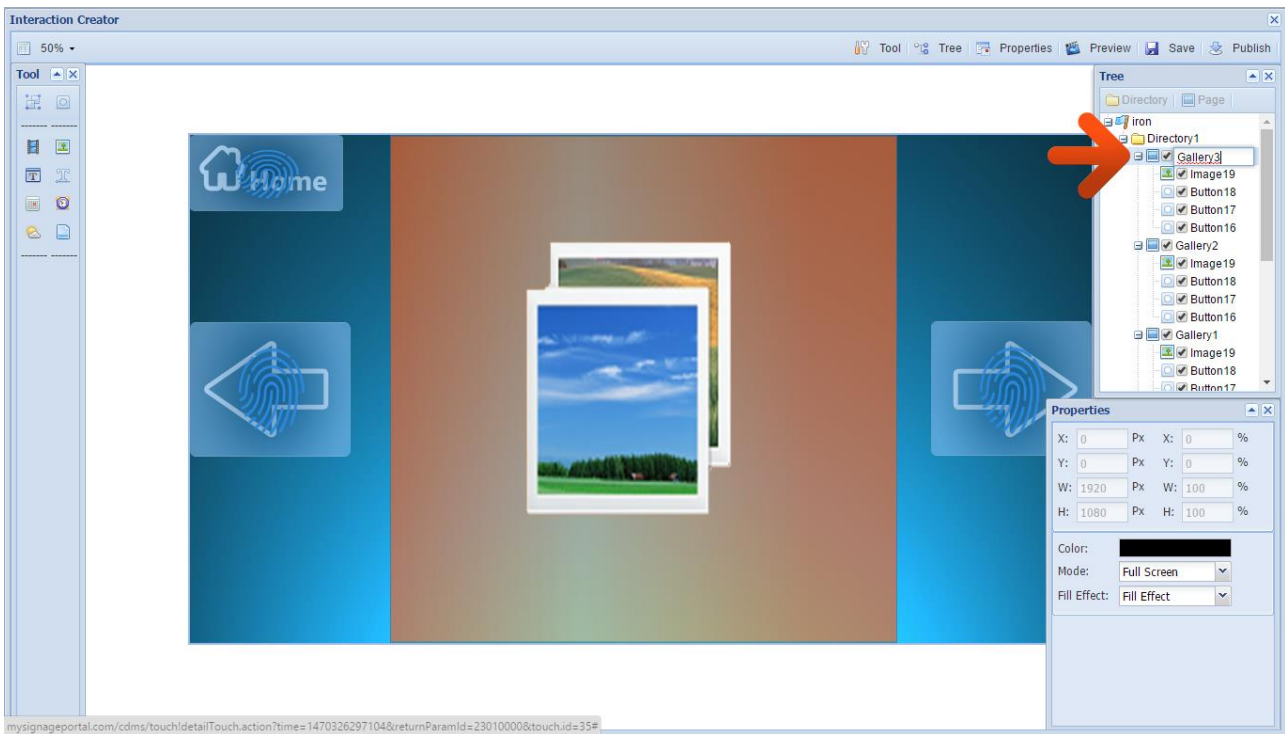 Interaction Creator
50%
Tool Tree Properties Preview Save Publish
Tool
Tree
Directory Page
iron
Directory1
Gallery3
Image19
Button18
Button17
Button16
Gallery2
Image19
Button18
Button17
Button16
Gallery1
Image19
Button18
Button17
Home
Properties
X: 0 Px X: 0 %
Y: 0 Px Y: 0 %
W: 1920 Px W: 100 %
H: 1080 Px H: 100 %
Color:
Mode: Full Screen
Fill Effect: Fill Effect
mysignageportal.com/cdms/touch!detailTouch.action?time=1470326297104&returnParamId=23010000&touch.id=35#